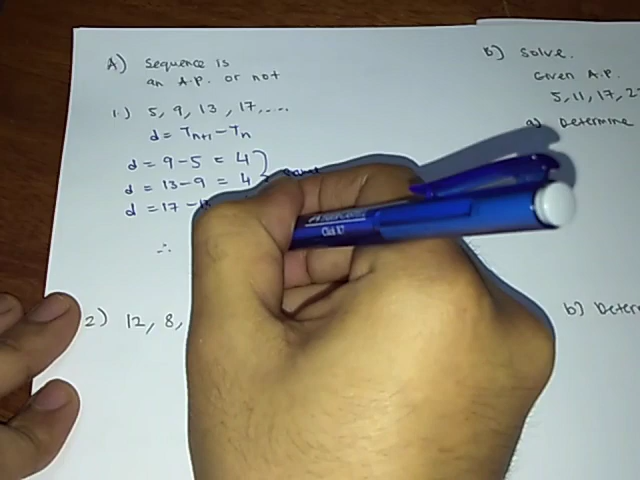 A) Sequence is
an A.P. or not
1.) 5, 9, 13, 17, ....
d = Tn+1 - Tn
d = 9 - 5 = 4
d = 13 - 9 = 4
d = 17 -
∴
2) 12, 8,
B) Solve.
Given A.P.
5, 11, 17,
a) Determine
b)